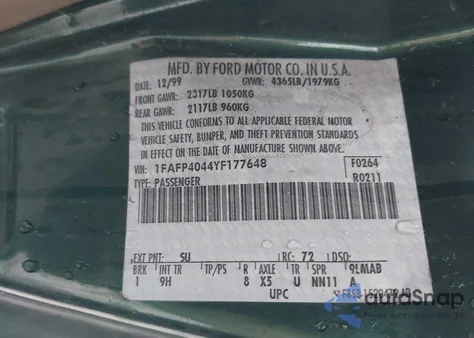 MFD. BY FORD MOTOR CO. IN U.S.A.
DATE: 12/99 GVWR: 4365LB/1979KG
FRONT GAWR: 2317LB 1050KG
REAR GAWR: 2117LB 960KG
THIS VEHICLE CONFORMS TO ALL APPLICABLE FEDERAL MOTOR
VEHICLE SAFETY, BUMPER, AND THEFT PREVENTION STANDARDS
IN EFFECT ON THE DATE OF MANUFACTURE SHOWN ABOVE.
VIN: 1FAFP4044YF177648 F0264
TYPE: PASSENGER R0211
EXT PNT: SU RC: 72 DSO:
BRK INT TR TP/PS R AXLE TR SPR 9LMAB
1 9H 8 X5 U NN11 A
UPC
autoSnap